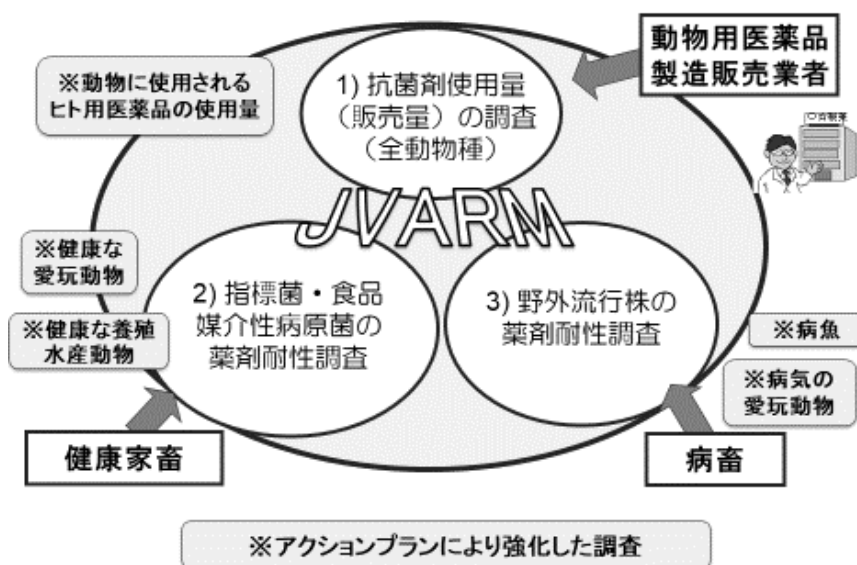 動物用医薬品
製造販売業者
※動物に使用される
ヒト用医薬品の使用量
1) 抗菌剤使用量
(販売量)の調査
(全動物種)
JVARM
※健康な
愛玩動物
※健康な養殖
水産動物
2) 指標菌・食品
媒介性病原菌の
薬剤耐性調査
3) 野外流行株の
薬剤耐性調査
※病魚
※病気の
愛玩動物
健康家畜
病畜
※アクションプランにより強化した調査